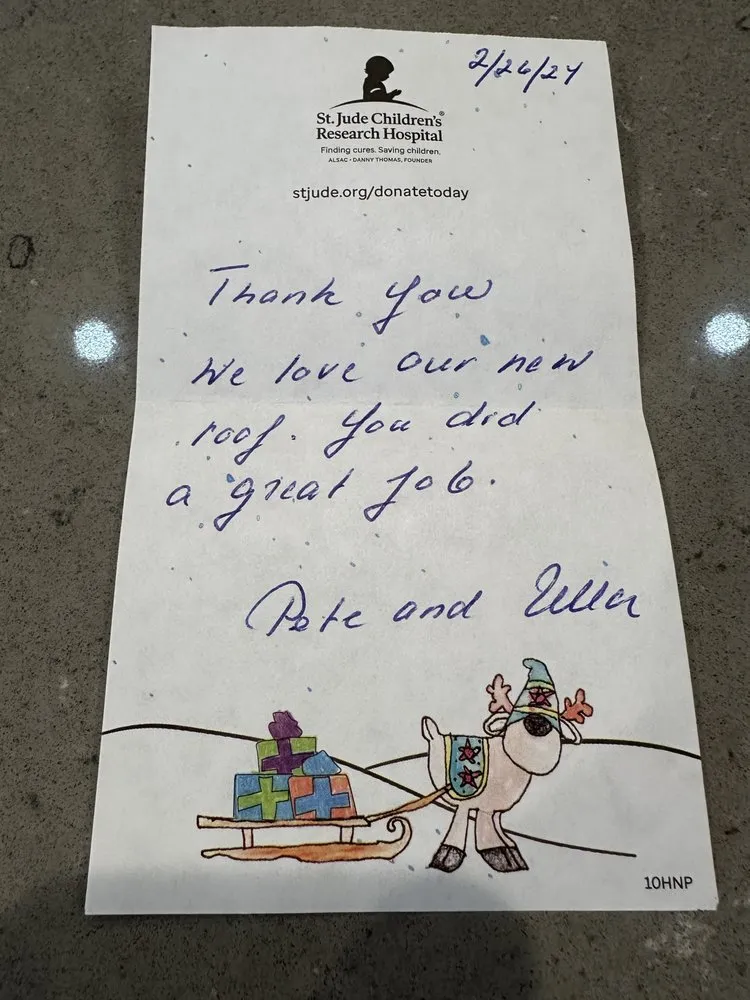 2/26/24
St. Jude Children's®
Research Hospital
Finding cures. Saving children.
ALSAC • DANNY THOMAS, FOUNDER
stjude.org/donatetoday
Thank you
We love our new
roof. You did
a great job.
Pete and
10HNP